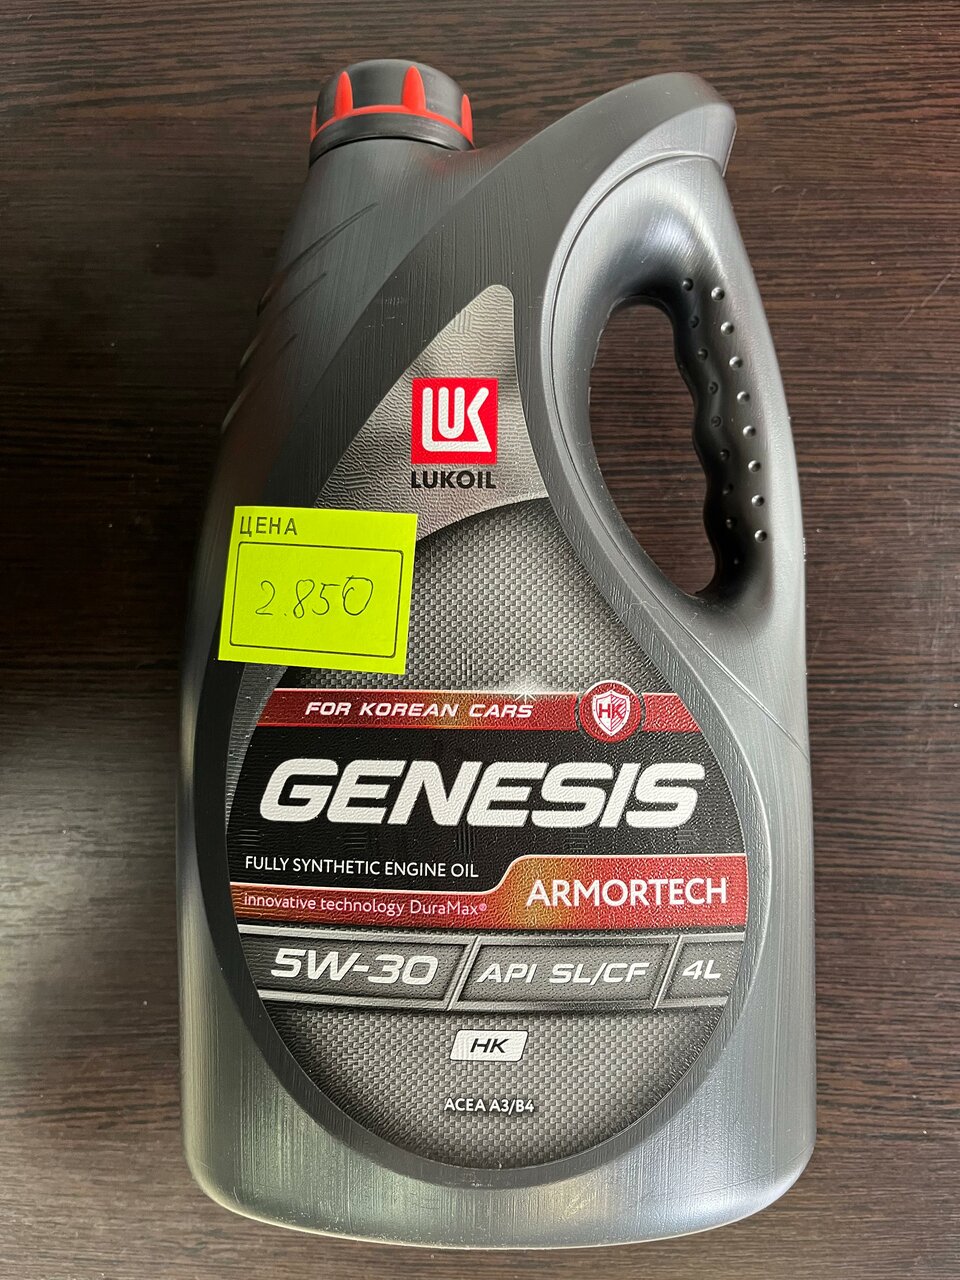 LUK
LUKOIL
ЦЕНА
2.850
FOR KOREAN CARS
HK
GENESIS
FULLY SYNTHETIC ENGINE OIL
ARMORTECH
innovative technology DuraMax®
5W-30 API SL/CF 4L
HK
ACEA A3/B4